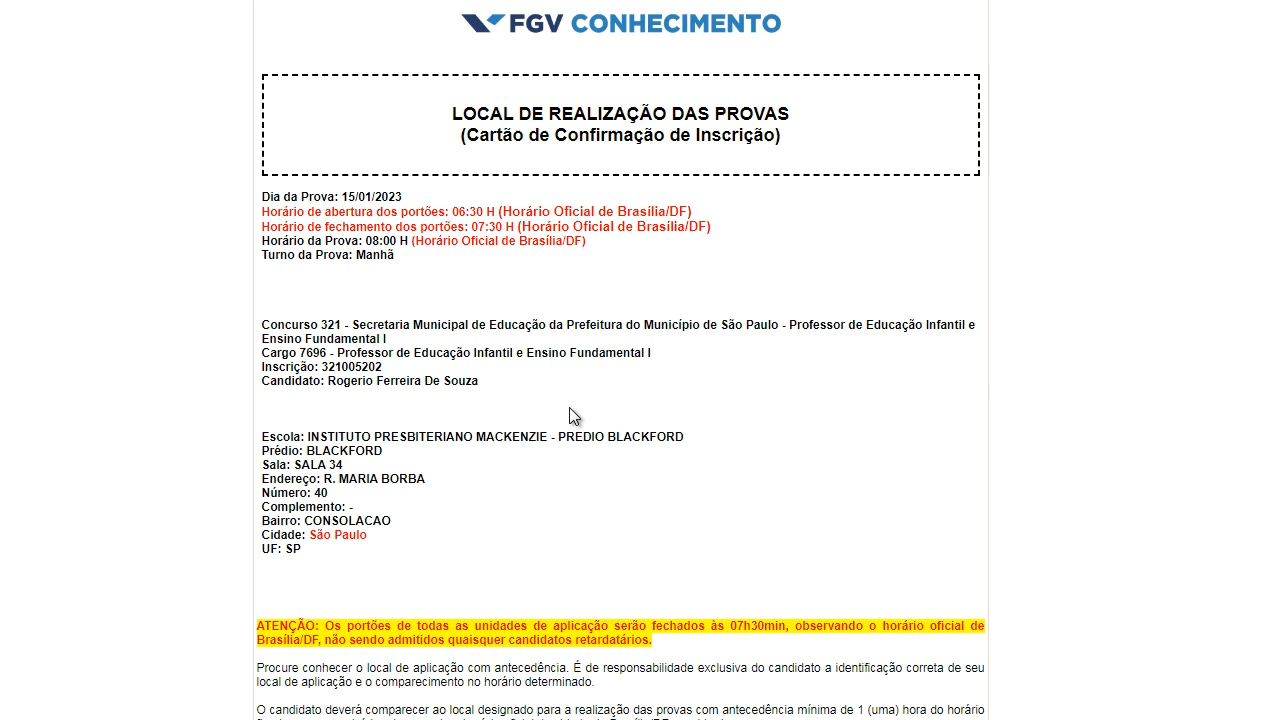 FGV CONHECIMENTO
LOCAL DE REALIZAÇÃO DAS PROVAS
(Cartão de Confirmação de Inscrição)
Dia da Prova: 15/01/2023
Horário de abertura dos portões: 06:30 H (Horário Oficial de Brasília/DF)
Horário de fechamento dos portões: 07:30 H (Horário Oficial de Brasília/DF)
Horário da Prova: 08:00 H (Horário Oficial de Brasília/DF)
Turno da Prova: Manhã
Concurso 321 - Secretaria Municipal de Educação da Prefeitura do Município de São Paulo - Professor de Educação Infantil e
Ensino Fundamental I
Cargo 7696 - Professor de Educação Infantil e Ensino Fundamental I
Inscrição: 321005202
Candidato: Rogerio Ferreira De Souza
Escola: INSTITUTO PRESBITERIANO MACKENZIE - PREDIO BLACKFORD
Prédio: BLACKFORD
Sala: SALA 34
Endereço: R. MARIA BORBA
Número: 40
Complemento: -
Bairro: CONSOLACAO
Cidade: São Paulo
UF: SP
ATENÇÃO: Os portões de todas as unidades de aplicação serão fechados às 07h30min, observando o horário oficial de
Brasília/DF, não sendo admitidos quaisquer candidatos retardatários.
Procure conhecer o local de aplicação com antecedência. É de responsabilidade exclusiva do candidato a identificação correta de seu
local de aplicação e o comparecimento no horário determinado.
O candidato deverá comparecer ao local designado para a realização das provas com antecedência mínima de 1 (uma) hora do horário